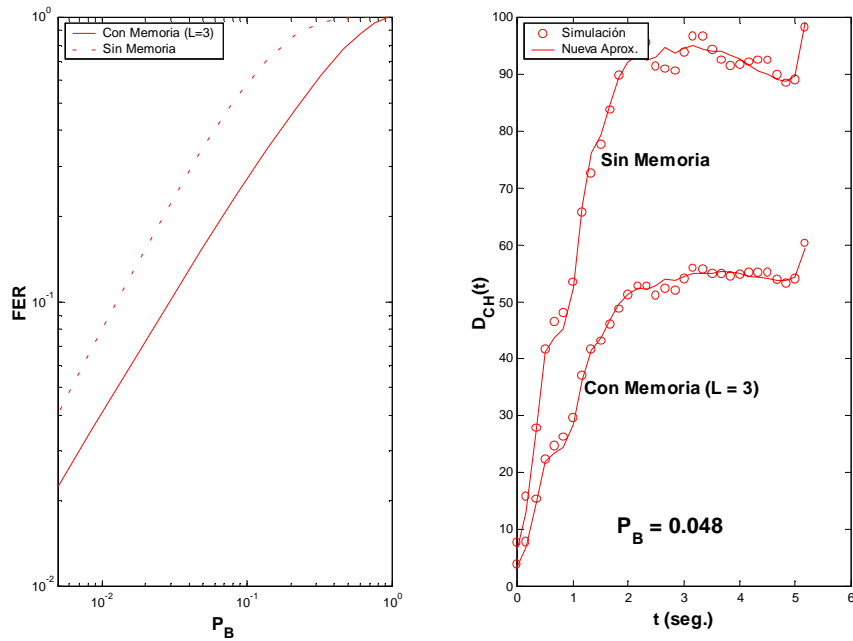 Con Memoria (L=3)
Sin Memoria
10^0
10^-1
10^-2
FER
10^-2
10^-1
10^0
P_B
Simulación
Nueva Aprox.
100
90
80
70
60
50
40
30
20
10
0
D_CH(t)
Sin Memoria
Con Memoria (L = 3)
P_B = 0.048
0
1
2
3
4
5
6
t (seg.)